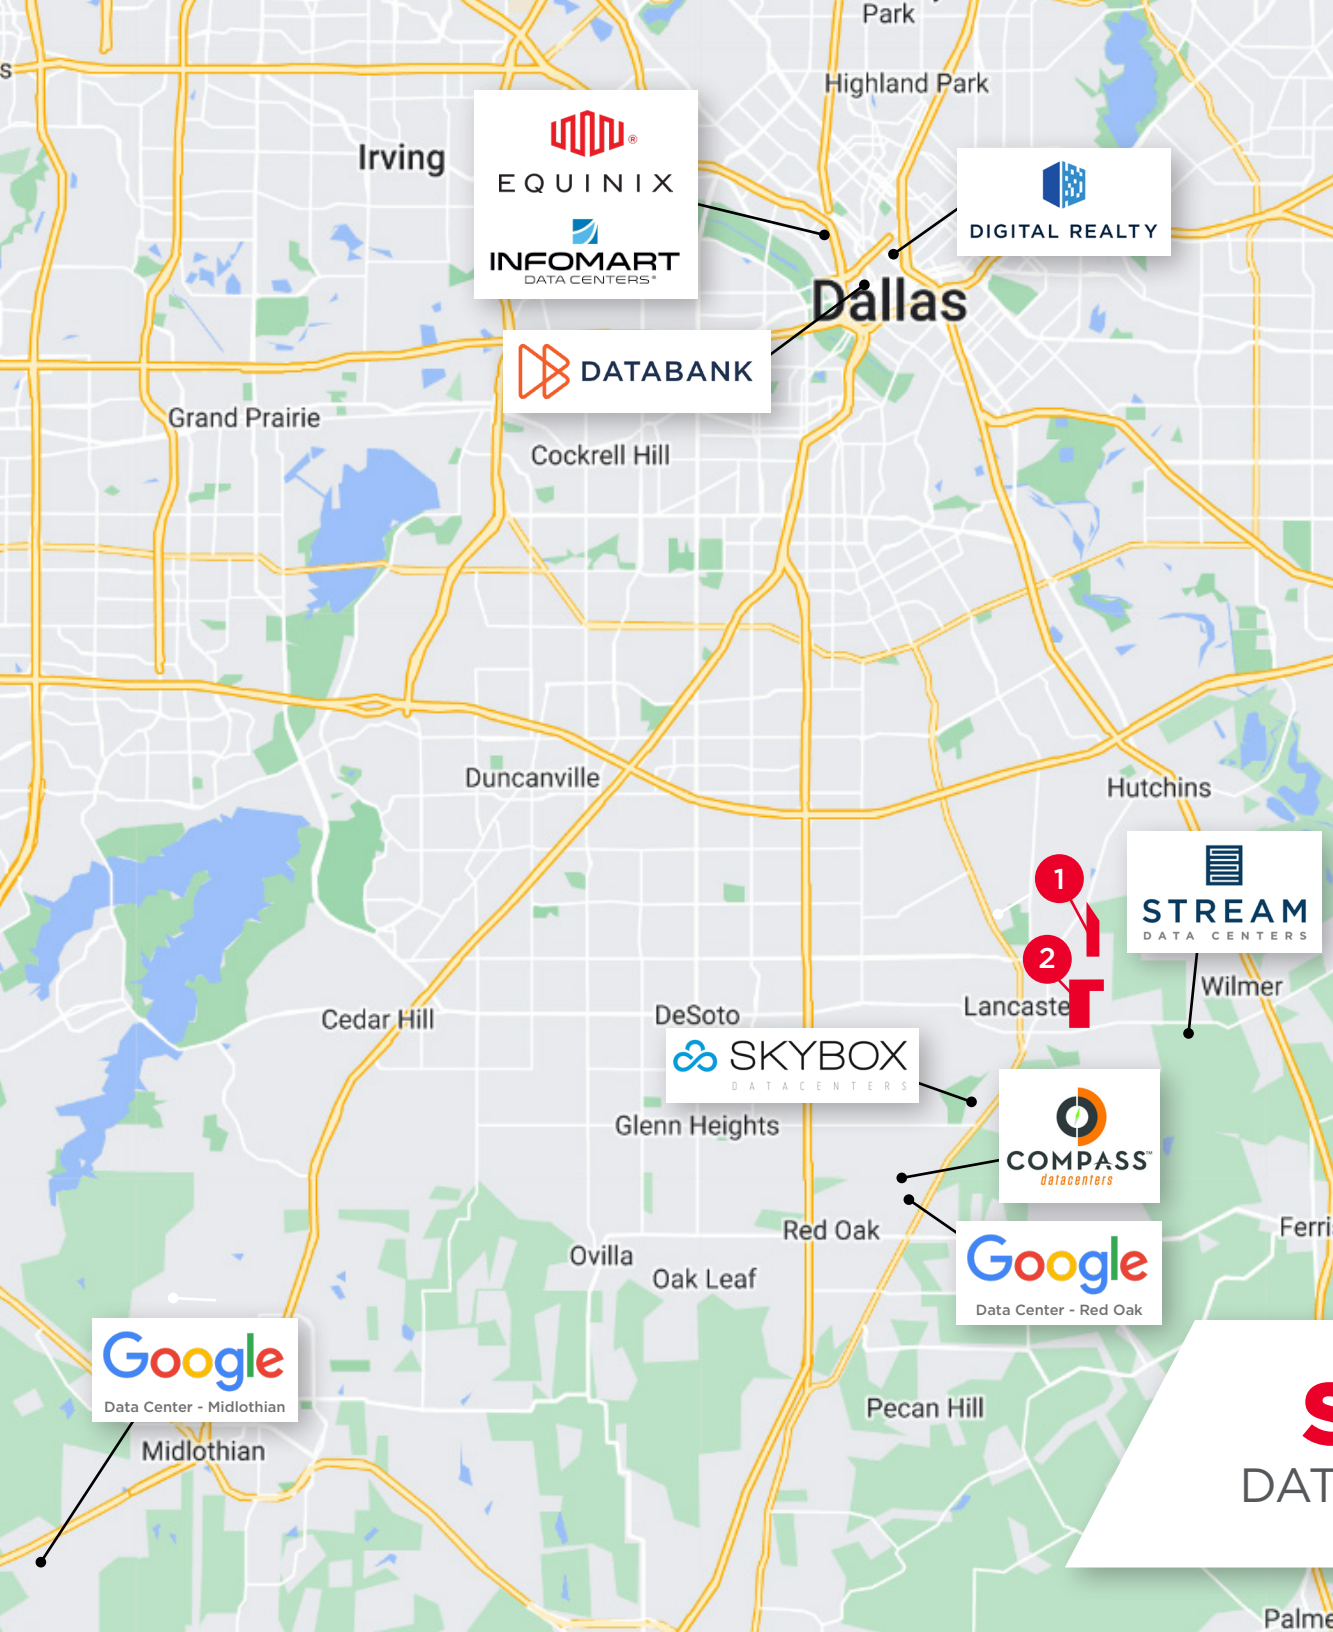 Park
Highland Park
Irving
EQUINIX
INFOMART
DATA CENTERS
DIGITAL REALTY
Dallas
DATABANK
Grand Prairie
Cockrell Hill
Duncanville
Hutchins
1
STREAM
DATA CENTERS
2
Wilmer
Lancaste
Cedar Hill
DeSoto
SKYBOX
DATACENTERS
Glenn Heights
COMPASS™
datacenters
Red Oak
Ferri
Ovilla
Oak Leaf
Google
Data Center - Red Oak
Google
Data Center - Midlothian
Midlothian
Pecan Hill
S
DAT
Palme